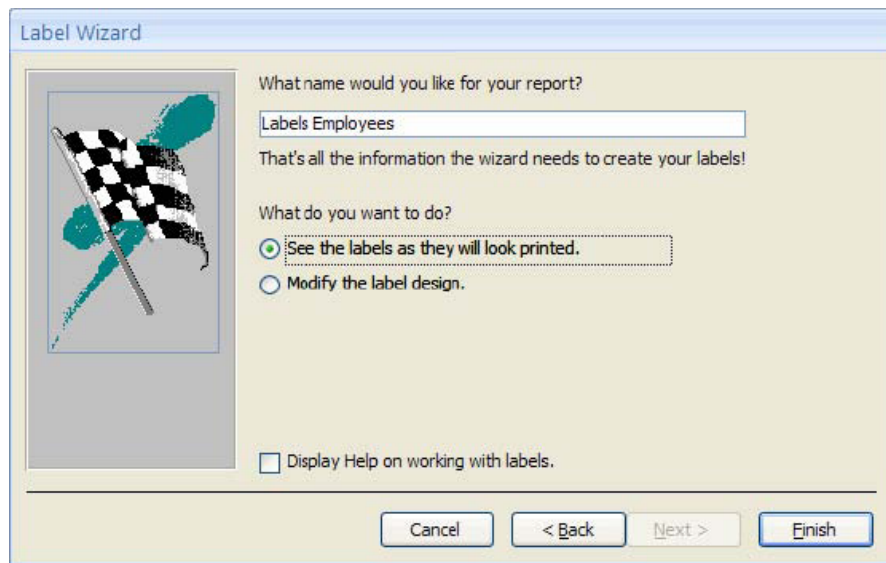 Label Wizard
What name would you like for your report?
Labels Employees
That's all the information the wizard needs to create your labels!
What do you want to do?
See the labels as they will look printed.
Modify the label design.
Display Help on working with labels.
Cancel < Back Next > Finish